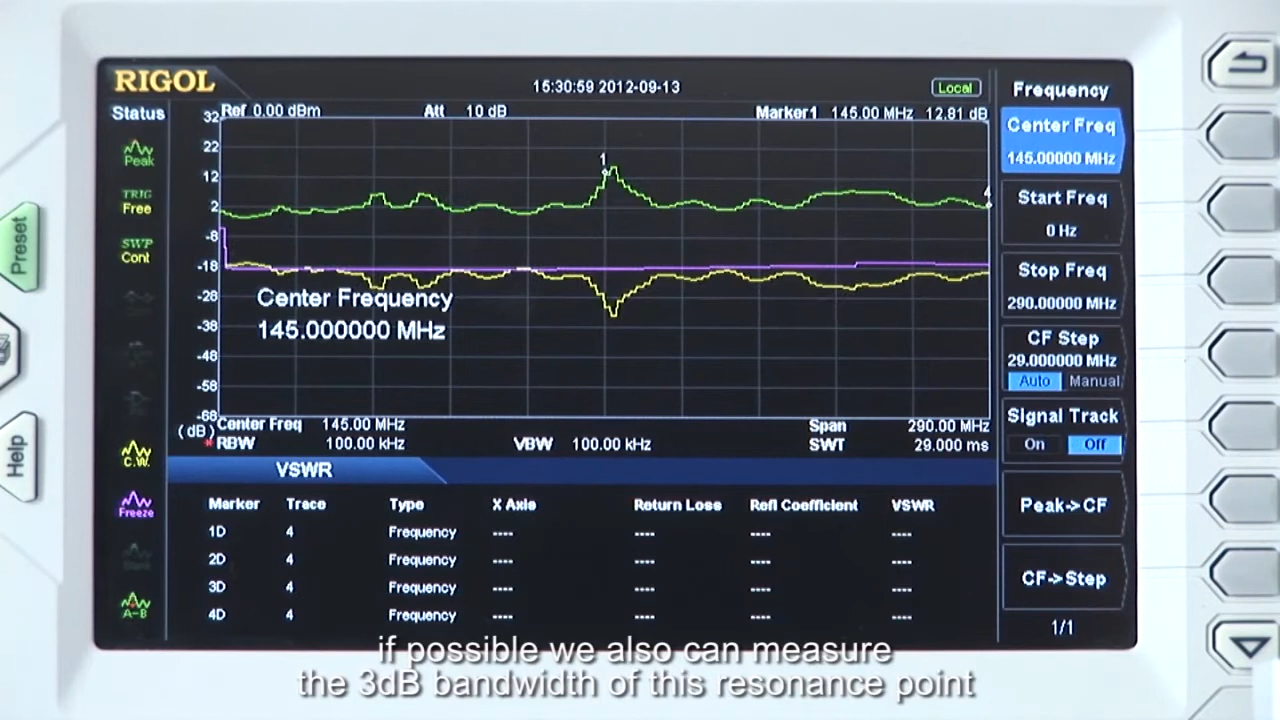 RIGOL
15:30:59 2012-09-13
Local
Status
Ref 0.00 dBm Att 10 dB Marker1 145.00 MHz 12.81 dB
32
22
12
2
-8
-18
-28
-38
-48
-58
-68
(dB)
1
4
Center Frequency
145.000000 MHz
Peak
TRIG
Free
SWP
Cont
C.W.
Freeze
A-B
Center Freq 145.00 MHz Span 290.00 MHz
*RBW 100.00 kHz VBW 100.00 kHz SWT 29.000 ms
VSWR
Marker Trace Type X Axis Return Loss Refl Coefficient VSWR
1D 4 Frequency ---- ---- ---- ----
2D 4 Frequency ---- ---- ---- ----
3D 4 Frequency ---- ---- ---- ----
4D 4 Frequency ---- ---- ---- ----
Frequency
Center Freq
145.00000 MHz
Start Freq
0 Hz
Stop Freq
290.00000 MHz
CF Step
29.000000 MHz
Auto Manual
Signal Track
On Off
Peak->CF
CF->Step
1/1
Preset
Help
if possible we also can measure
the 3dB bandwidth of this resonance point